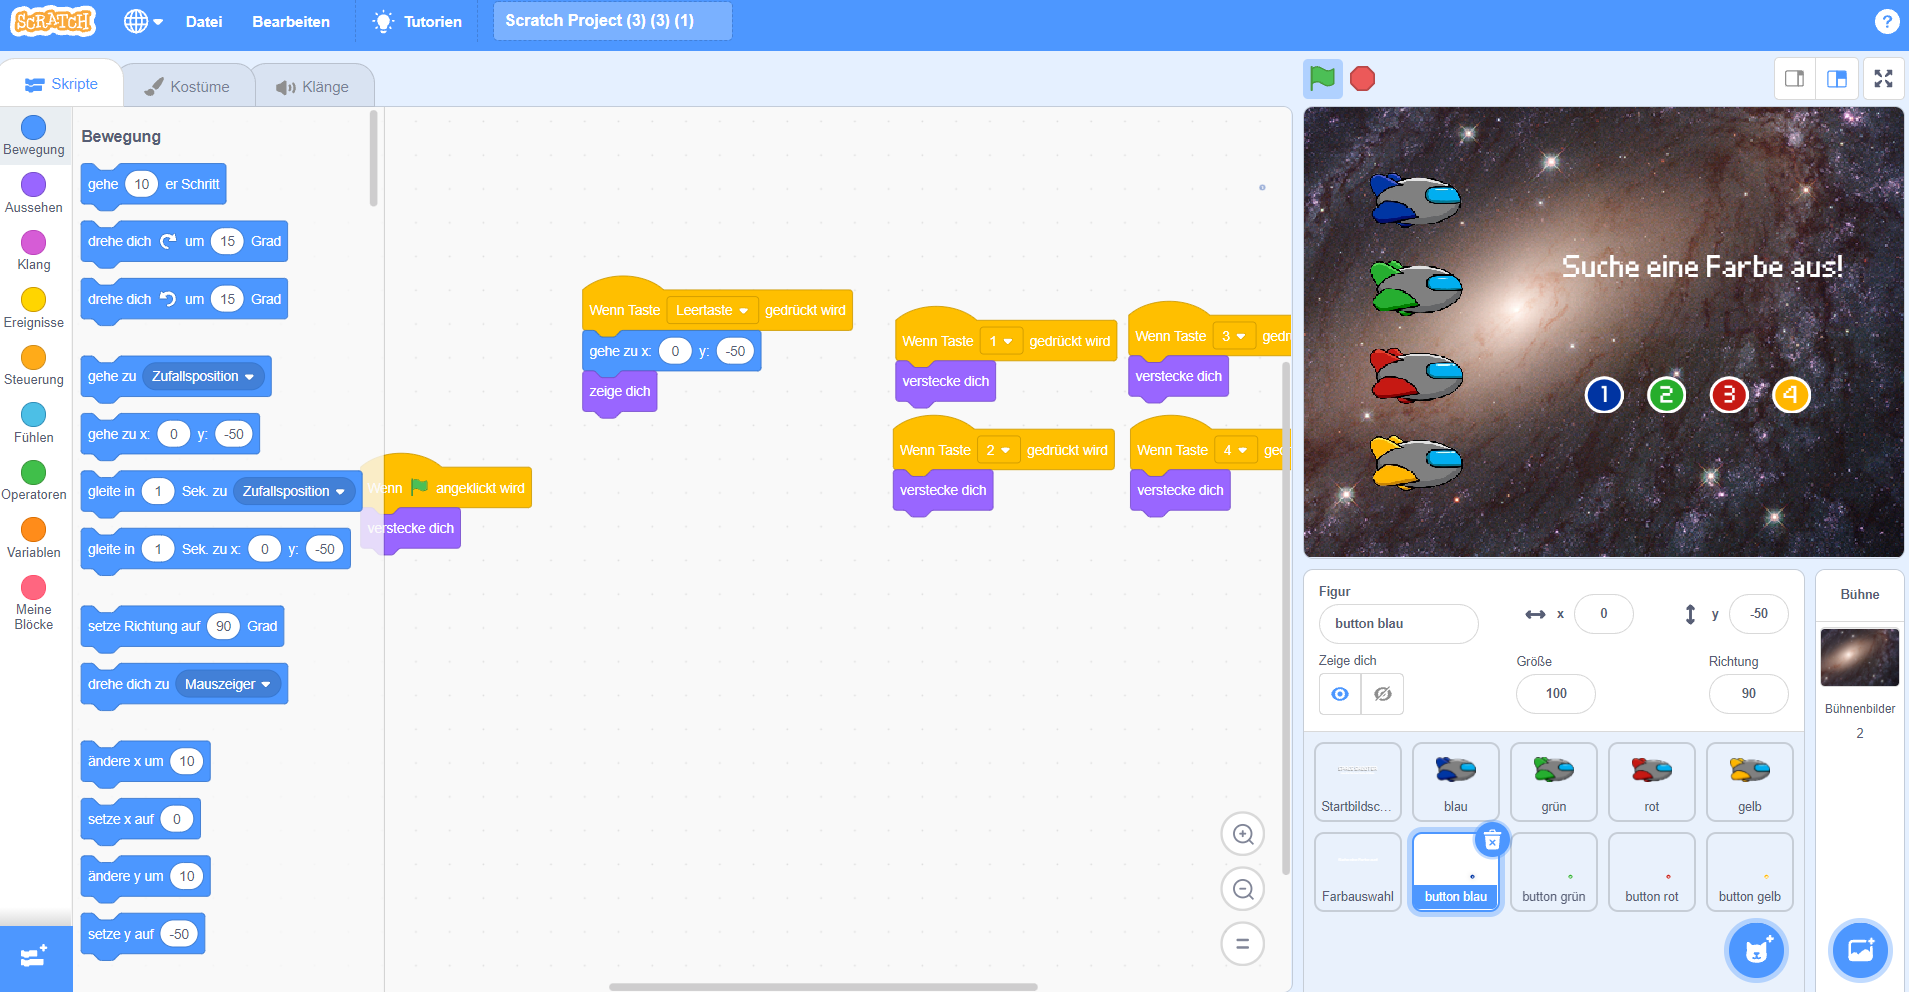 SCRATCH
Datei
Bearbeiten
Tutorien
Scratch Project (3) (3) (1)
?
Skripte
Kostüme
Klänge
Bewegung
Aussehen
Klang
Ereignisse
Steuerung
Fühlen
Operatoren
Variablen
Meine
Blöcke
Bewegung
gehe 10 er Schritt
drehe dich um 15 Grad
drehe dich um 15 Grad
gehe zu Zufallsposition
gehe zu x: 0 y: -50
gleite in 1 Sek. zu Zufallsposition
gleite in 1 Sek. zu x: 0 y: -50
setze Richtung auf 90 Grad
drehe dich zu Mauszeiger
ändere x um 10
setze x auf 0
ändere y um 10
setze y auf -50
Wenn angeklickt wird
verstecke dich
Wenn Taste Leertaste gedrückt wird
gehe zu x: 0 y: -50
zeige dich
Wenn Taste 1 gedrückt wird
verstecke dich
Wenn Taste 2 gedrückt wird
verstecke dich
Wenn Taste 3 gedr
verstecke dich
Wenn Taste 4 ged
verstecke dich
Suche eine Farbe aus!
1 2 3 4
Figur
button blau
x 0
y -50
Zeige dich
Größe
100
Richtung
90
Startbildsc...
blau
grün
rot
gelb
Farbauswahl
button blau
button grün
button rot
button gelb
Bühne
Bühnenbilder
2